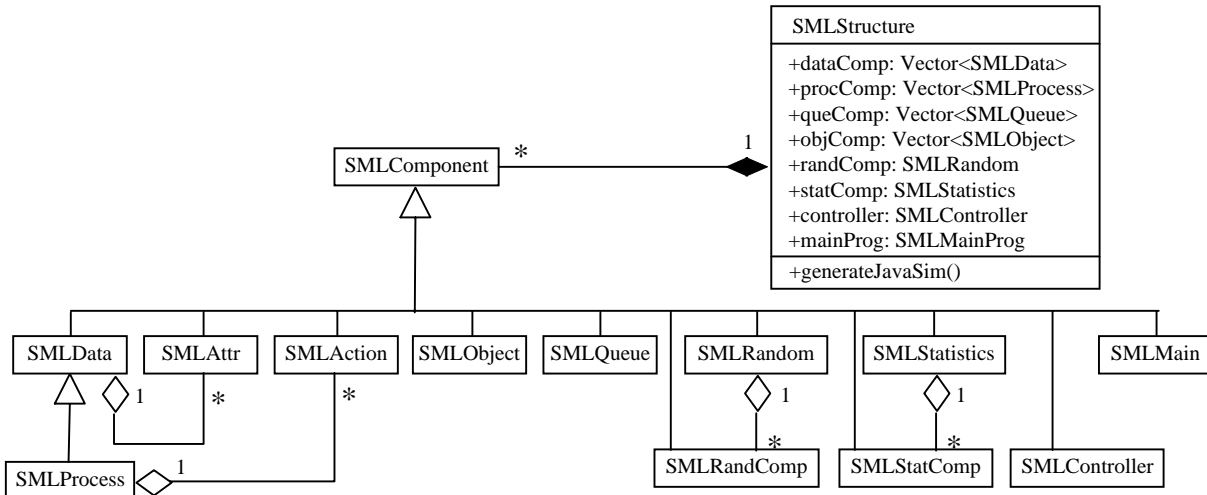 SMLStructure
+dataComp: Vector<SMLData>
+procComp: Vector<SMLProcess>
+queComp: Vector<SMLQueue>
+objComp: Vector<SMLObject>
+randComp: SMLRandom
+statComp: SMLStatistics
+controller: SMLController
+mainProg: SMLMainProg
+generateJavaSim()
SMLComponent
*
1
SMLData
SMLAttr
SMLAction
SMLObject
SMLQueue
SMLRandom
SMLStatistics
SMLMain
1
*
*
1
1
*
*
SMLProcess
1
SMLRandComp
SMLStatComp
SMLController